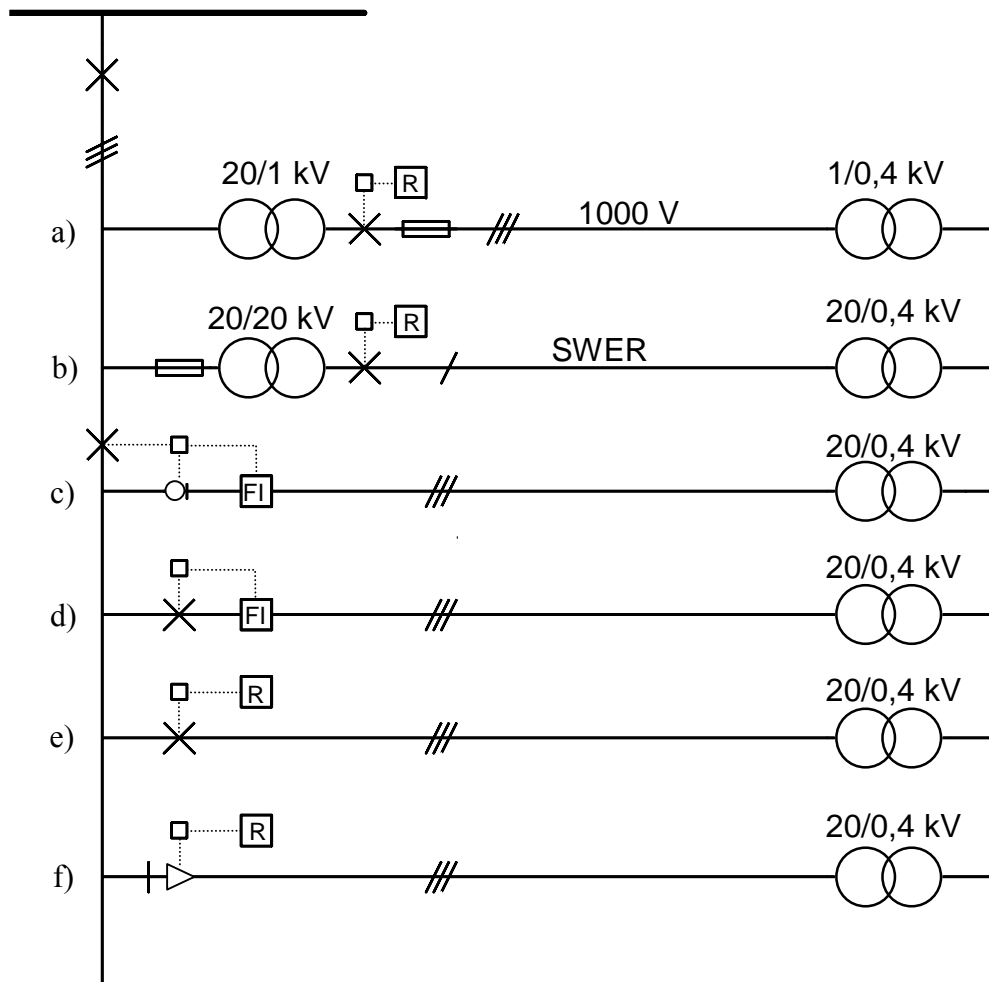 20/1 kV R 1/0,4 kV
a) 1000 V
20/20 kV R 20/0,4 kV
b) SWER
20/0,4 kV
c) FI
20/0,4 kV
d) FI
20/0,4 kV
e) R
20/0,4 kV
f) R